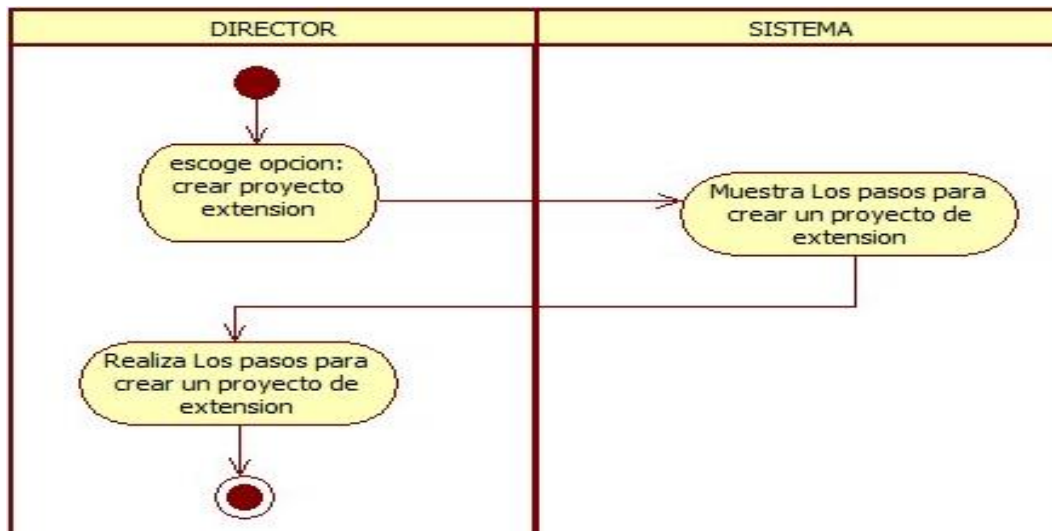 DIRECTOR
SISTEMA
escoge opcion:
crear proyecto
extension
Muestra Los pasos para
crear un proyecto de
extension
Realiza Los pasos para
crear un proyecto de
extension